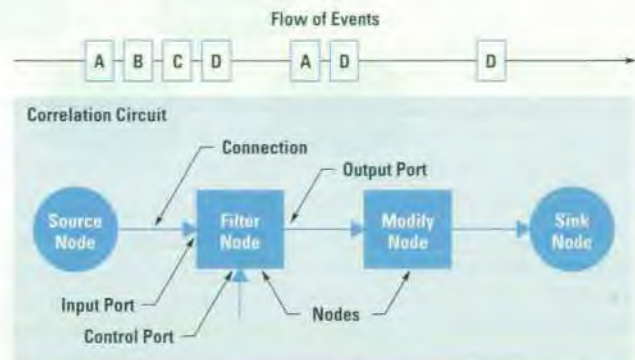 Flow of Events
A B C D A D D
Correlation Circuit
Connection
Output Port
Source
Node
Filter
Node
Modify
Node
Sink
Node
Input Port
Control Port
Nodes